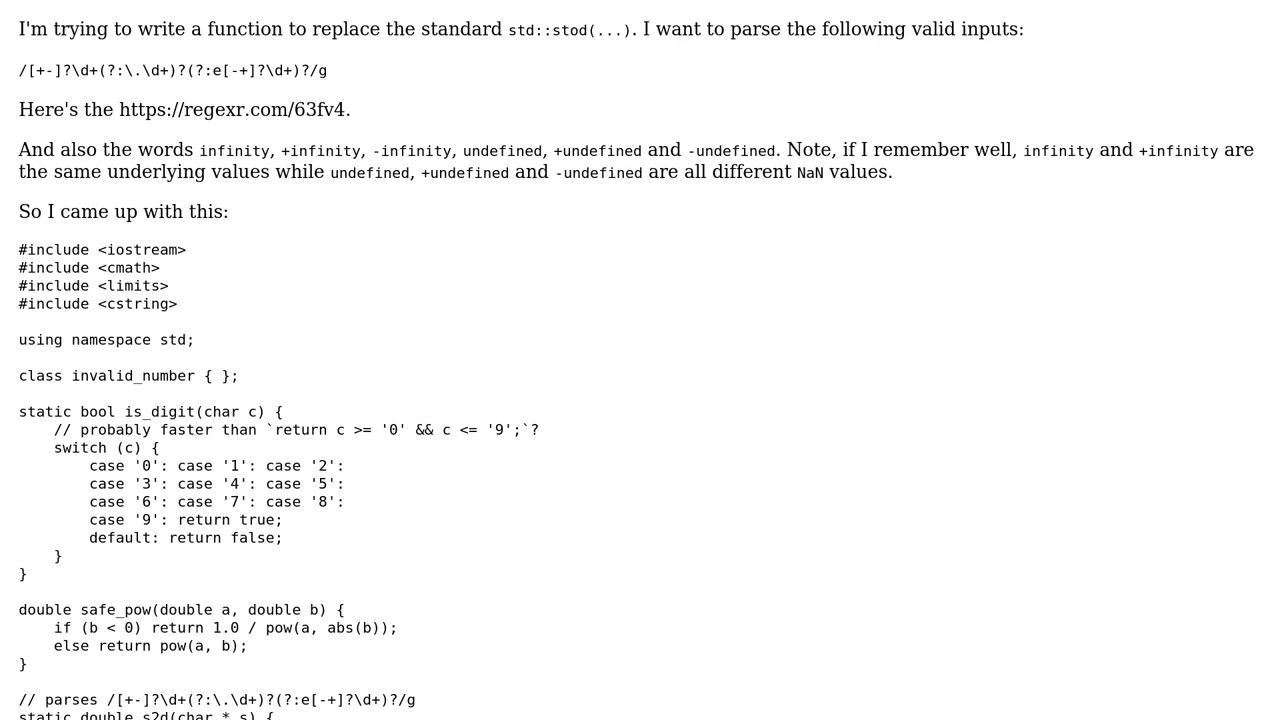 I'm trying to write a function to replace the standard std::stod(...). I want to parse the following valid inputs:
/[+-]?\d+(?:\.\d+)?(?:e[-+]?\d+)?/g
Here's the https://regexr.com/63fv4.
And also the words infinity, +infinity, -infinity, undefined, +undefined and -undefined. Note, if I remember well, infinity and +infinity are
the same underlying values while undefined, +undefined and -undefined are all different NaN values.
So I came up with this:
#include <iostream>
#include <cmath>
#include <limits>
#include <cstring>
using namespace std;
class invalid_number { };
static bool is_digit(char c) {
    // probably faster than `return c >= '0' && c <= '9';`?
    switch (c) {
        case '0': case '1': case '2':
        case '3': case '4': case '5':
        case '6': case '7': case '8':
        case '9': return true;
        default: return false;
    }
}
double safe_pow(double a, double b) {
    if (b < 0) return 1.0 / pow(a, abs(b));
    else return pow(a, b);
}
// parses /[+-]?\d+(?:\.\d+)?(?:e[-+]?\d+)?/g
static double s2d(char * s) {